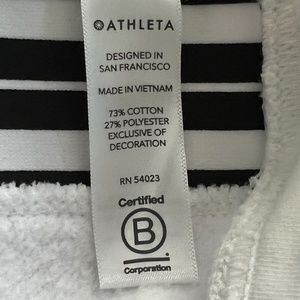 ATHLETA
DESIGNED IN
SAN FRANCISCO
MADE IN VIETNAM
73% COTTON
27% POLYESTER
EXCLUSIVE OF
DECORATION
RN 54023
Certified
B
Corporation